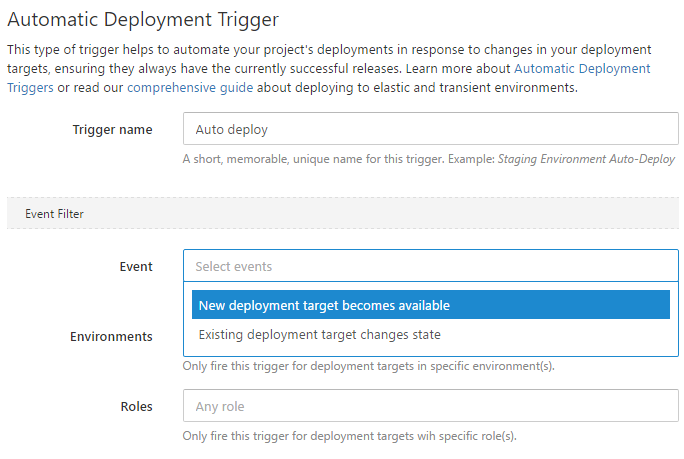 Automatic Deployment Trigger
This type of trigger helps to automate your project's deployments in response to changes in your deployment
targets, ensuring they always have the currently successful releases. Learn more about Automatic Deployment
Triggers or read our comprehensive guide about deploying to elastic and transient environments.
Trigger name
Auto deploy
A short, memorable, unique name for this trigger. Example: Staging Environment Auto-Deploy
Event Filter
Event
Select events
New deployment target becomes available
Existing deployment target changes state
Environments
Only fire this trigger for deployment targets in specific environment(s).
Roles
Any role
Only fire this trigger for deployment targets wih specific role(s).